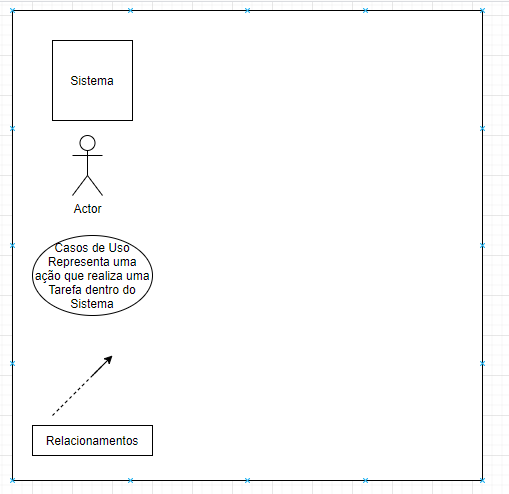 Sistema
Actor
Casos de Uso
Representa uma
ação que realiza uma
Tarefa dentro do
Sistema
Relacionamentos